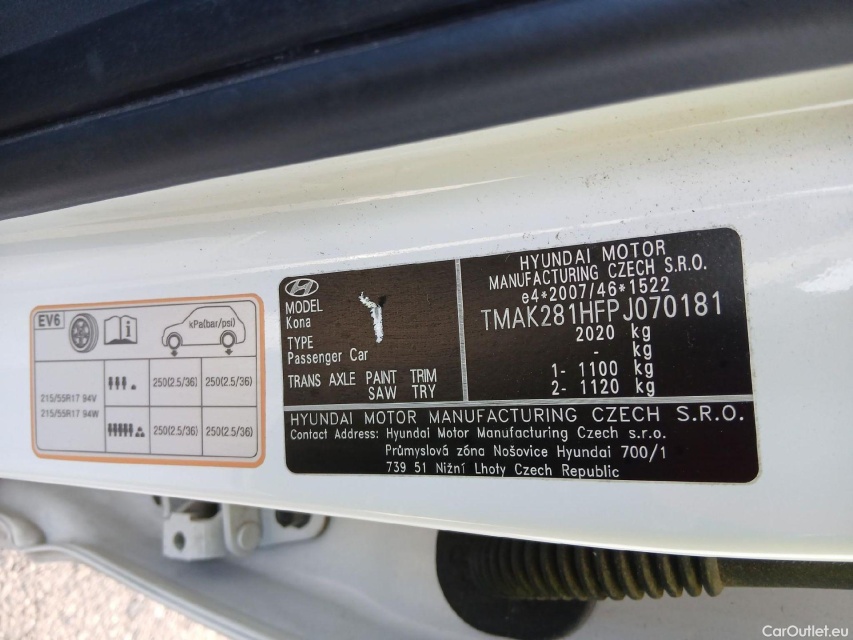 EV6
kPa(bar/psi)
215/55R17 94V
215/55R17 94W
250(2.5/36) 250(2.5/36)
250(2.5/36) 250(2.5/36)
MODEL
Kona
TYPE
Passenger Car
TRANS AXLE PAINT TRIM
SAW TRY
HYUNDAI MOTOR
MANUFACTURING CZECH S.R.O.
e4*2007/46*1522
TMAK281HFPJ070181
2020 kg
- kg
1- 1100 kg
2- 1120 kg
HYUNDAI MOTOR MANUFACTURING CZECH S.R.O.
Contact Address: Hyundai Motor Manufacturing Czech s.r.o.
Průmyslová zóna Nošovice Hyundai 700/1
739 51 Nižní Lhoty Czech Republic
CarOutlet.eu